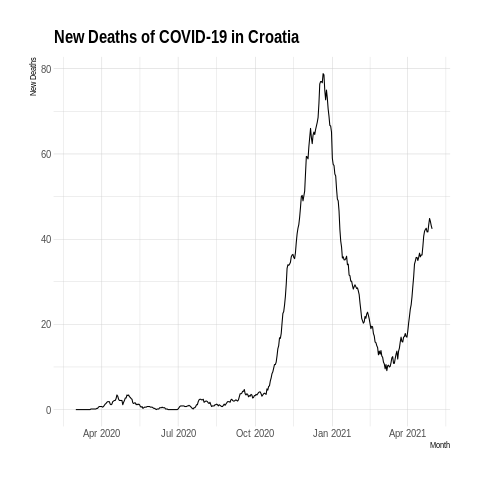 New Deaths of COVID-19 in Croatia
New Deaths
80
60
40
20
0
Apr 2020 Jul 2020 Oct 2020 Jan 2021 Apr 2021
Month